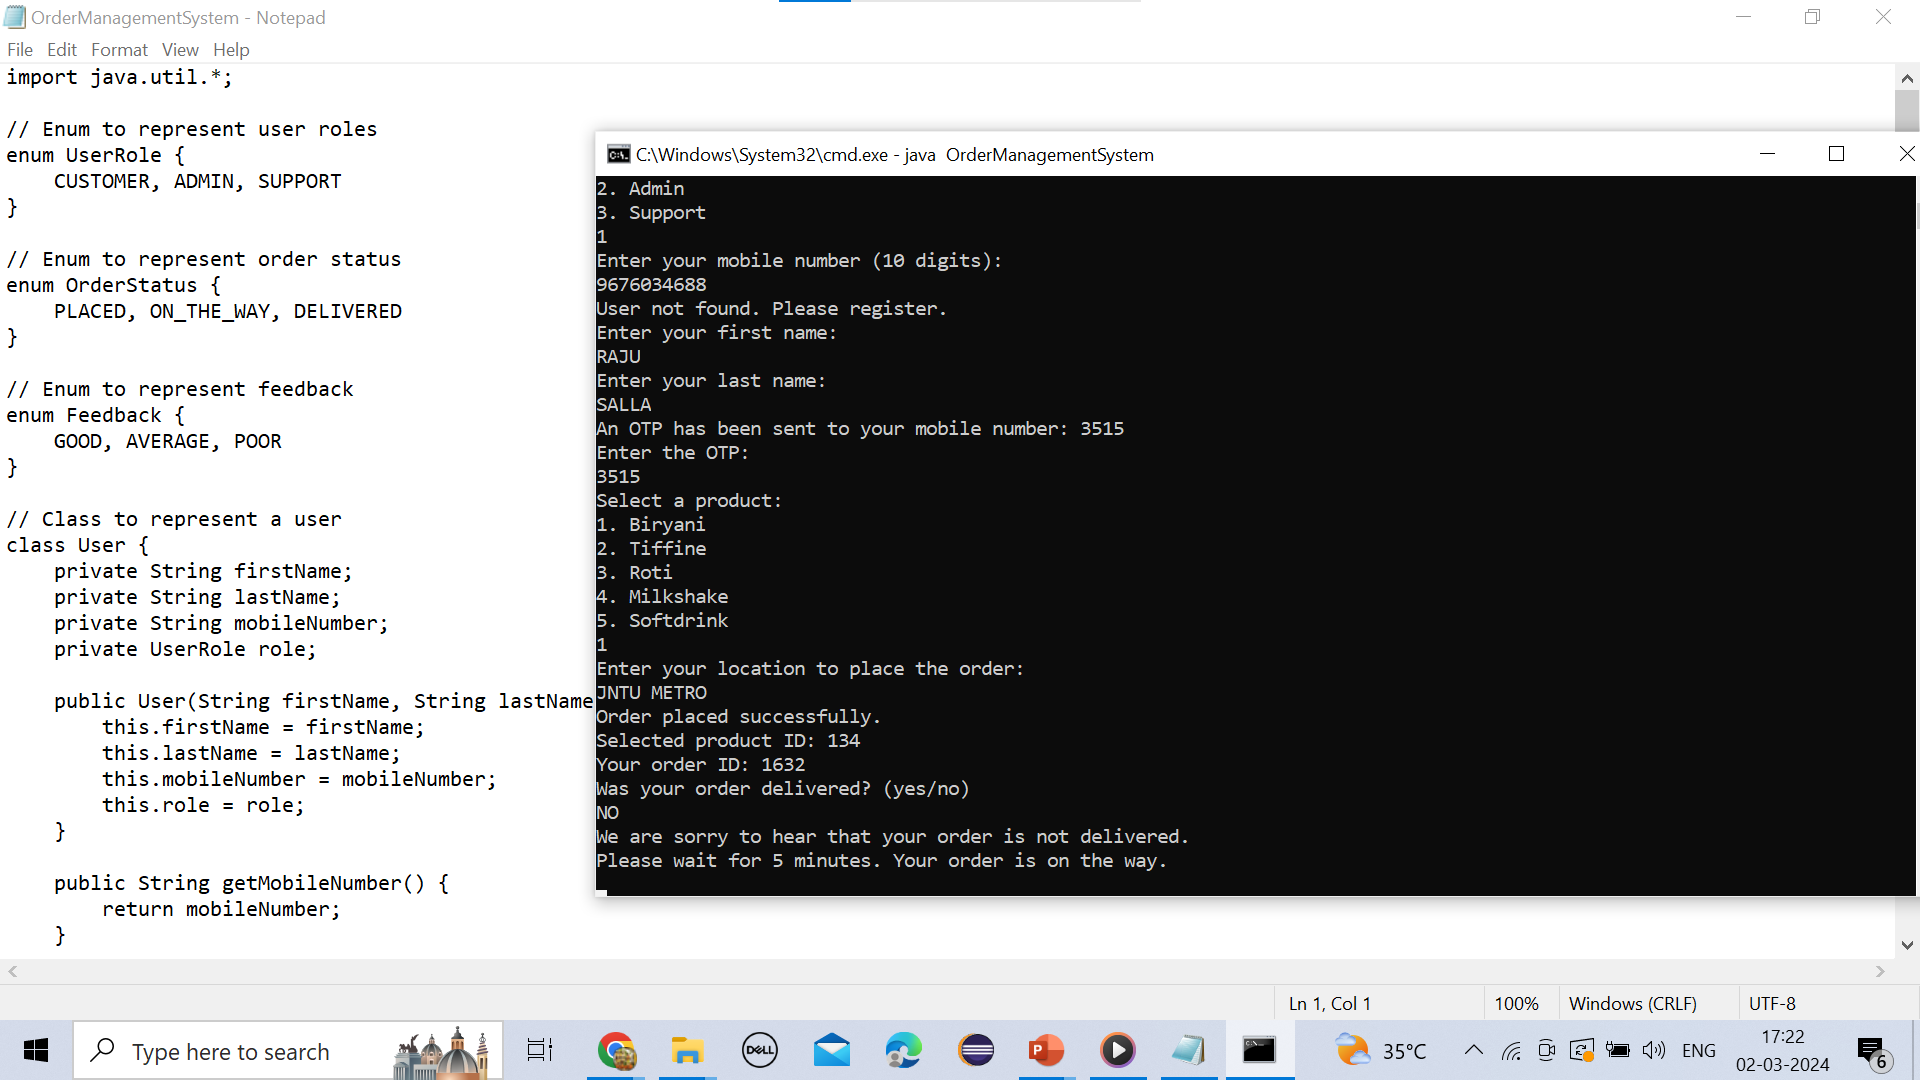 OrderManagementSystem - Notepad
File Edit Format View Help
import java.util.*;
// Enum to represent user roles
enum UserRole {
    CUSTOMER, ADMIN, SUPPORT
}
// Enum to represent order status
enum OrderStatus {
    PLACED, ON_THE_WAY, DELIVERED
}
// Enum to represent feedback
enum Feedback {
    GOOD, AVERAGE, POOR
}
// Class to represent a user
class User {
    private String firstName;
    private String lastName;
    private String mobileNumber;
    private UserRole role;
    public User(String firstName, String lastName
        this.firstName = firstName;
        this.lastName = lastName;
        this.mobileNumber = mobileNumber;
        this.role = role;
    }
    public String getMobileNumber() {
        return mobileNumber;
    }
C:\Windows\System32\cmd.exe - java  OrderManagementSystem
2. Admin
3. Support
1
Enter your mobile number (10 digits):
9676034688
User not found. Please register.
Enter your first name:
RAJU
Enter your last name:
SALLA
An OTP has been sent to your mobile number: 3515
Enter the OTP:
3515
Select a product:
1. Biryani
2. Tiffine
3. Roti
4. Milkshake
5. Softdrink
1
Enter your location to place the order:
JNTU METRO
Order placed successfully.
Selected product ID: 134
Your order ID: 1632
Was your order delivered? (yes/no)
NO
We are sorry to hear that your order is not delivered.
Please wait for 5 minutes. Your order is on the way.
Ln 1, Col 1 100% Windows (CRLF) UTF-8
Type here to search
DELL
P
C:\.
35°C
ENG
17:22
02-03-2024
6